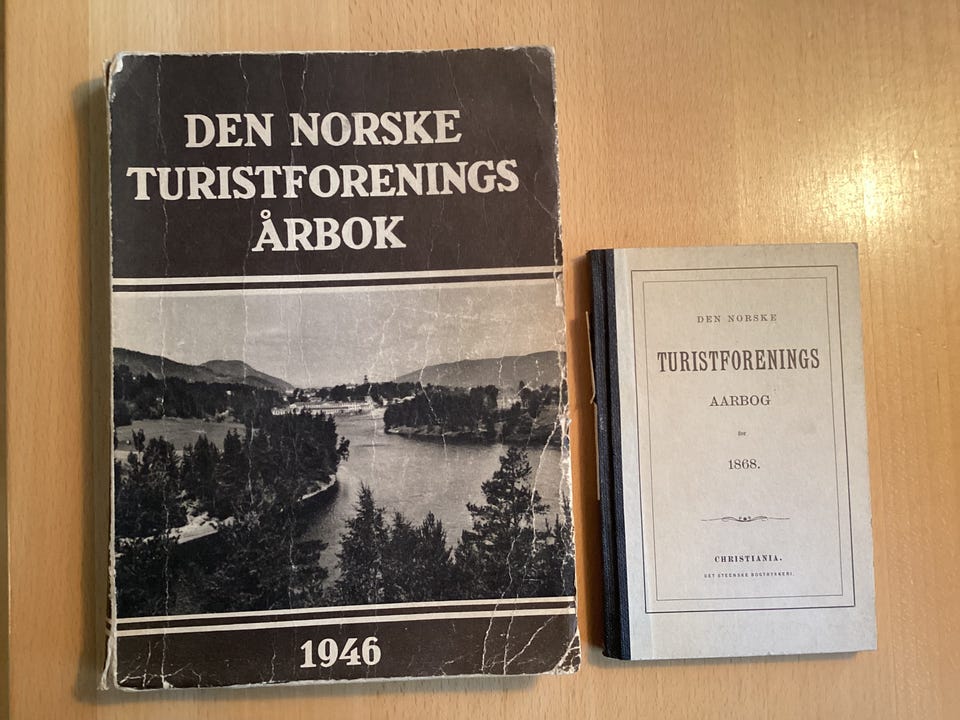 DEN NORSKE
TURISTFORENINGS
ÅRBOK
1946
DEN NORSKE
TURISTFORENINGS
AARBOG
for
1868.
CHRISTIANIA.
DET STEENSKE BOGTRYKKERI.